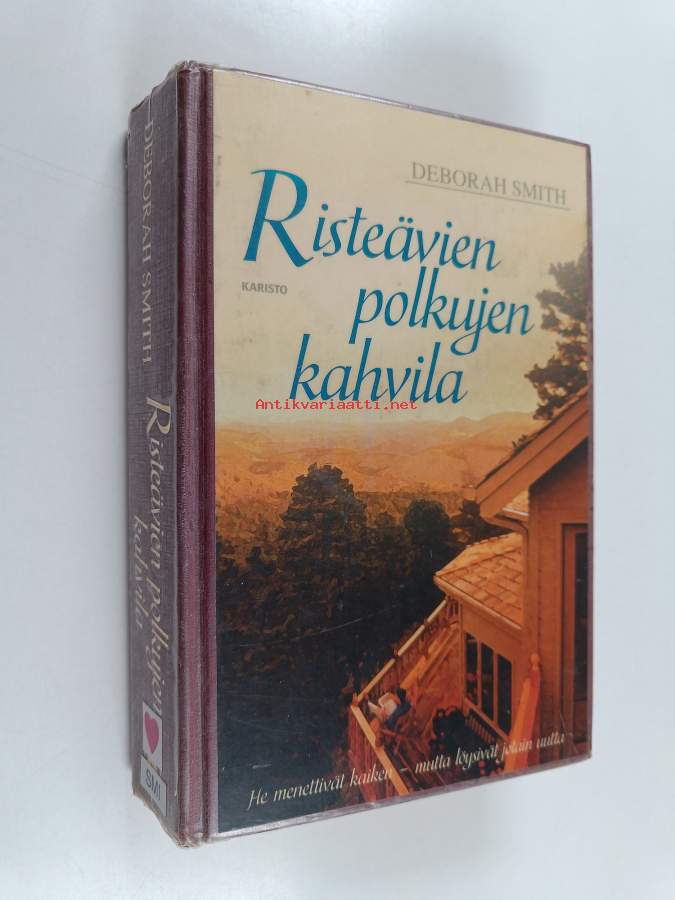 DEBORAH SMITH
Risteävien
KARISTO
polkujen
kahvila
Antikvariaatti.net
He menettivät kaiken – mutta löysivät jotain uutta
DEBORAH SMITH
Risteävien polkujen
kahvila
SMI